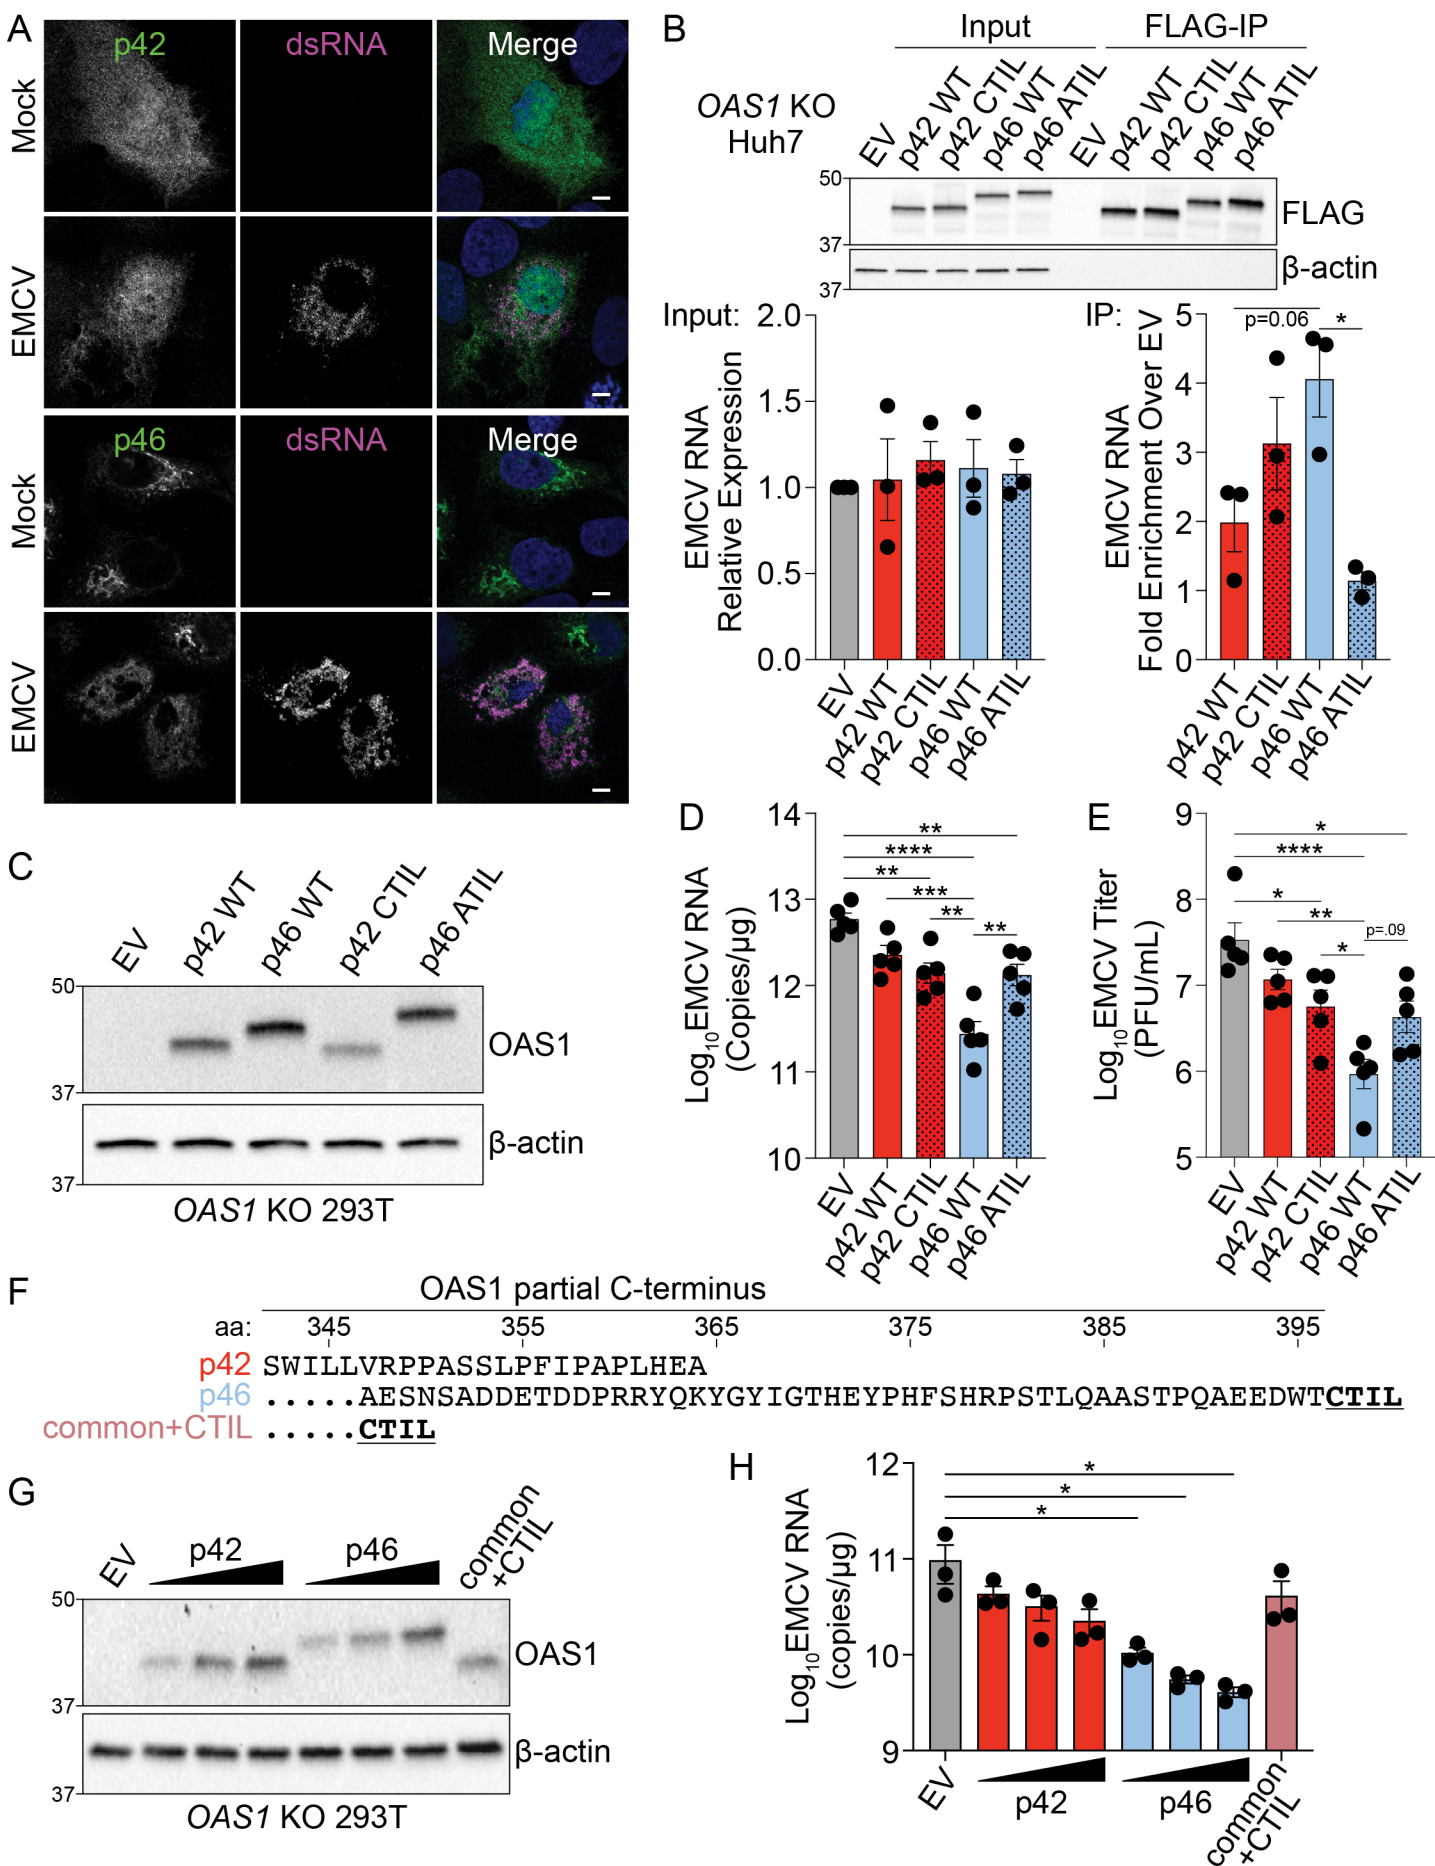 A
p42
dsRNA
Merge
Mock
EMCV
p46
dsRNA
Merge
Mock
EMCV
B
Input
FLAG-IP
OAS1 KO
Huh7
EV
p42 WT
p42 CTIL
p46 WT
p46 ATIL
EV
p42 WT
p42 CTIL
p46 WT
p46 ATIL
50
37
FLAG
37
β-actin
Input:
EMCV RNA
Relative Expression
2.0
1.5
1.0
0.5
0.0
EV
p42 WT
p42 CTIL
p46 WT
p46 ATIL
IP:
EMCV RNA
Fold Enrichment Over EV
5
4
3
2
1
0
p=0.06
*
p42 WT
p42 CTIL
p46 WT
p46 ATIL
C
EV
p42 WT
p46 WT
p42 CTIL
p46 ATIL
50
37
OAS1
37
β-actin
OAS1 KO 293T
D
Log10EMCV RNA
(Copies/µg)
14
13
12
11
10
**
****
**
***
**
**
EV
p42 WT
p42 CTIL
p46 WT
p46 ATIL
E
Log10EMCV Titer
(PFU/mL)
9
8
7
6
5
*
****
*
**
p=.09
*
EV
p42 WT
p42 CTIL
p46 WT
p46 ATIL
F
OAS1 partial C-terminus
aa: 345 355 365 375 385 395
p42 SWILLVRPPASSLPFIPAPLHEA
p46 .....AESNSADDETDDPRRYQKYGYIGTHEYPHFSHRPSTLQAASTPQAEEDWTCTIL
common+CTIL .....CTIL
G
EV
p42
p46
common
+CTIL
50
37
OAS1
37
β-actin
OAS1 KO 293T
H
Log10EMCV RNA
(copies/µg)
12
11
10
9
*
*
*
EV
p42
p46
common
+CTIL